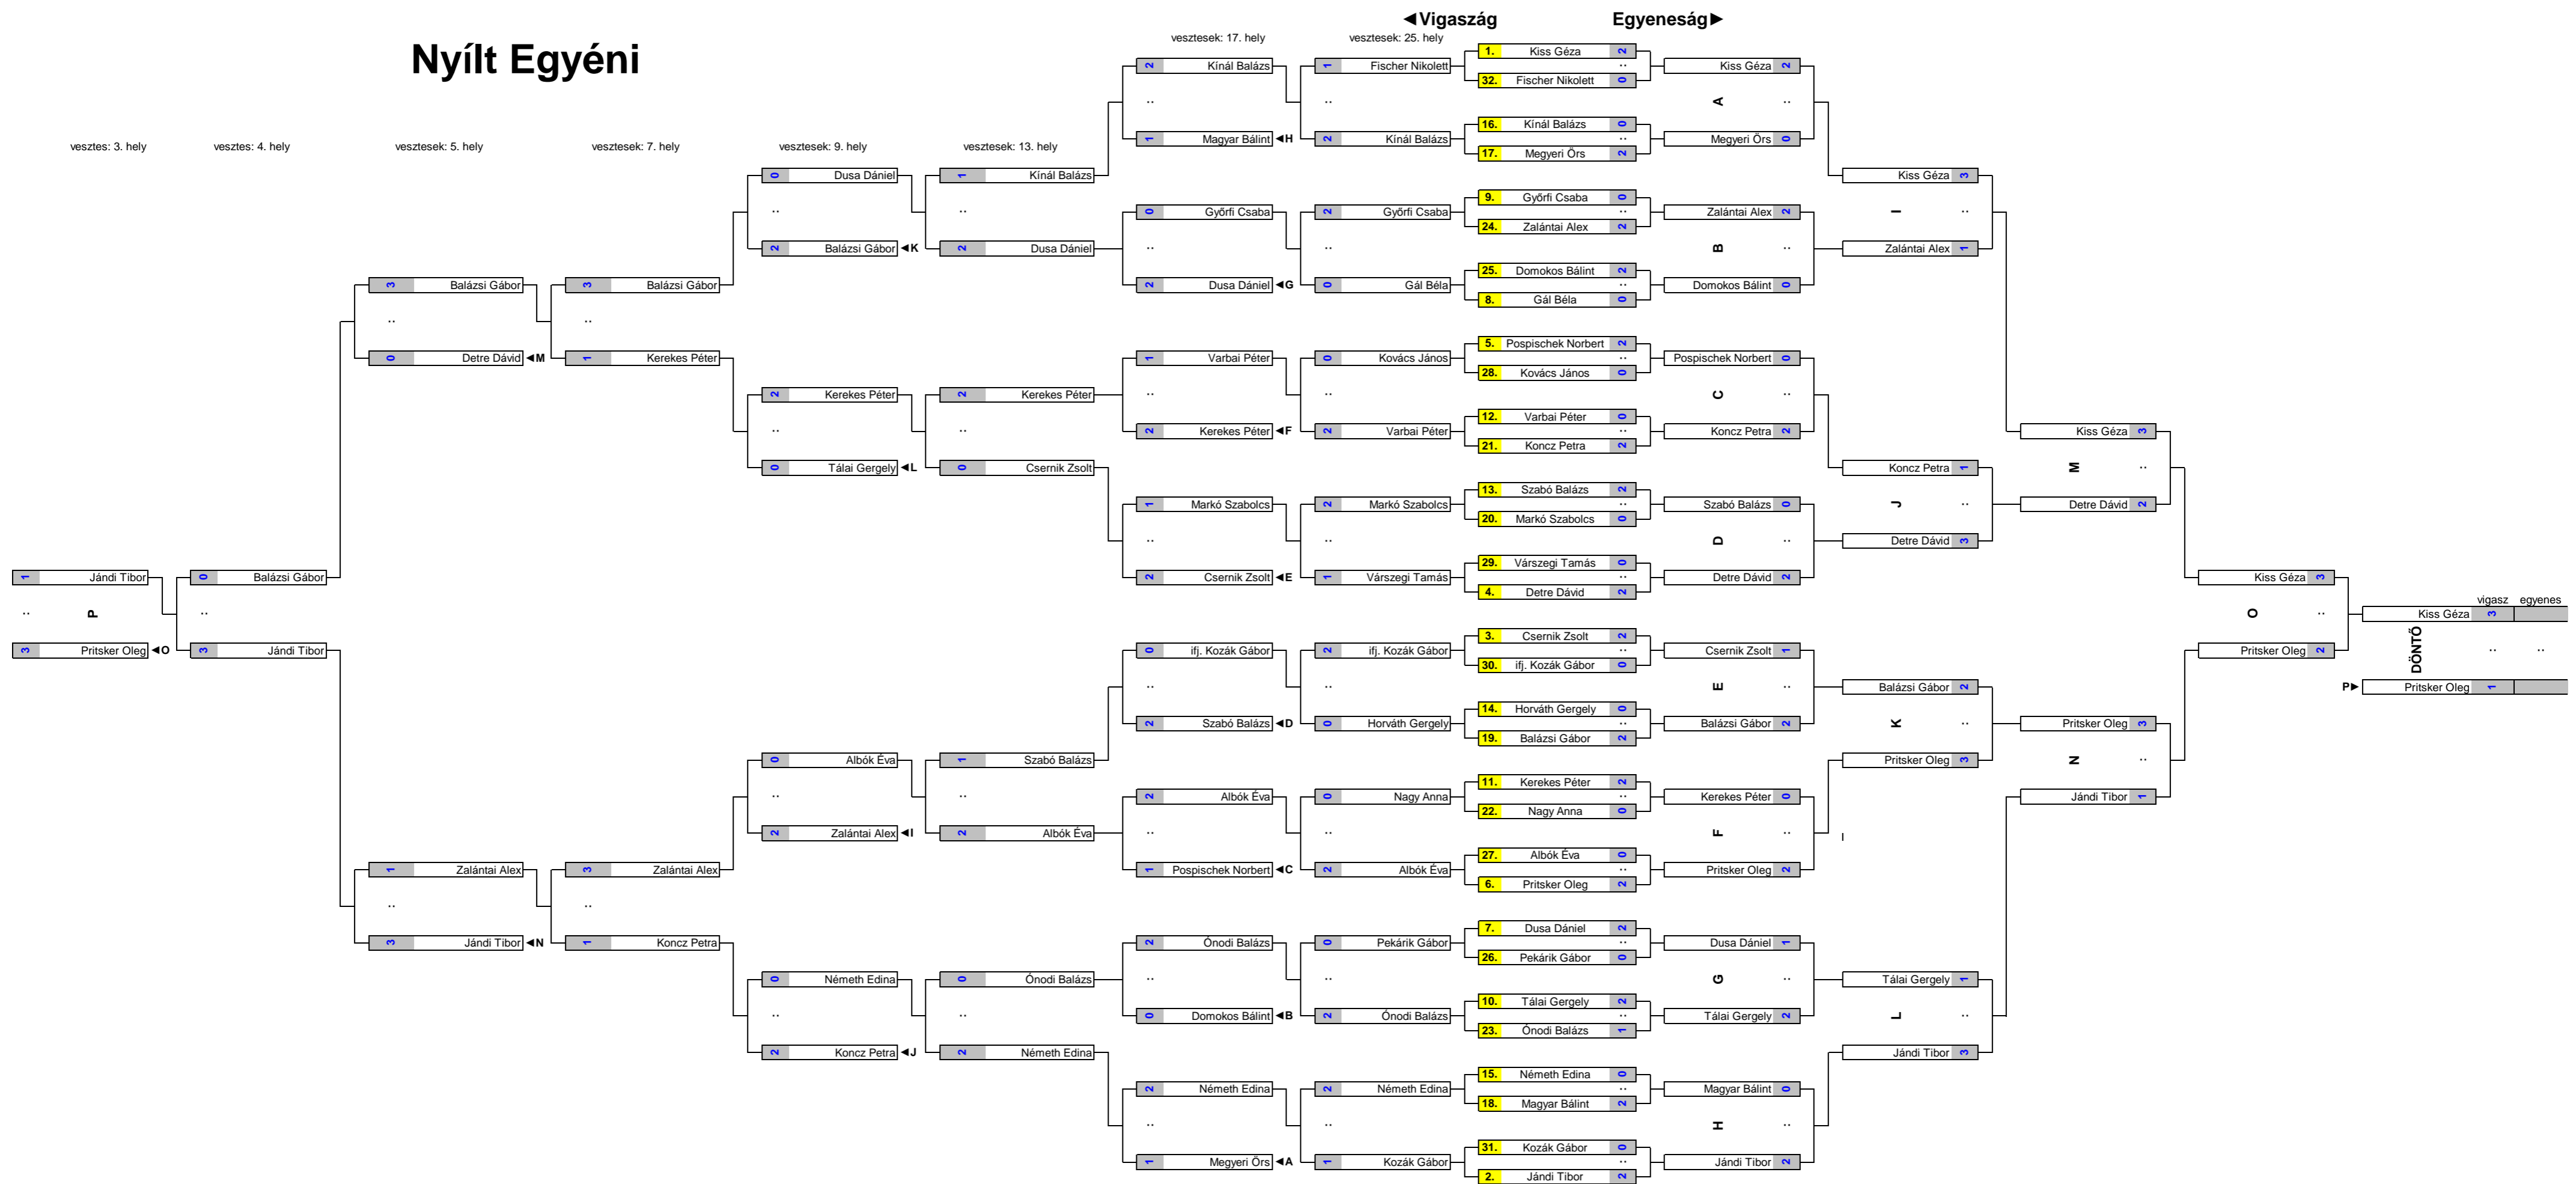 ◄Vigaszág Egyeneság►
Nyílt Egyéni
vesztes: 3. hely
vesztes: 4. hely
vesztesek: 5. hely
vesztesek: 7. hely
vesztesek: 9. hely
vesztesek: 13. hely
vesztesek: 17. hely
vesztesek: 25. hely
1 Jándi Tibor
: P
3 Pritsker Oleg ◄O
0 Balázsi Gábor
:
3 Jándi Tibor
3 Balázsi Gábor
:
0 Detre Dávid ◄M
1 Zalántai Alex
:
3 Jándi Tibor ◄N
3 Balázsi Gábor
:
1 Kerekes Péter
3 Zalántai Alex
:
1 Koncz Petra
0 Dusa Dániel
:
2 Balázsi Gábor ◄K
2 Kerekes Péter
:
0 Tálai Gergely ◄L
0 Albók Éva
:
2 Zalántai Alex ◄I
0 Németh Edina
:
2 Koncz Petra ◄J
1 Kínál Balázs
:
2 Dusa Dániel
2 Kerekes Péter
:
0 Csernik Zsolt
1 Szabó Balázs
:
2 Albók Éva
0 Ónodi Balázs
:
2 Németh Edina
2 Kínál Balázs
:
1 Magyar Bálint ◄H
0 Győrfi Csaba
:
2 Dusa Dániel ◄G
1 Varbai Péter
:
2 Kerekes Péter ◄F
1 Markó Szabolcs
:
2 Csernik Zsolt ◄E
0 ifj. Kozák Gábor
:
2 Szabó Balázs ◄D
2 Albók Éva
:
1 Pospischek Norbert ◄C
2 Ónodi Balázs
:
0 Domokos Bálint ◄B
2 Németh Edina
:
1 Megyeri Örs ◄A
1 Fischer Nikolett
:
2 Kínál Balázs
2 Győrfi Csaba
:
0 Gál Béla
0 Kovács János
:
2 Varbai Péter
2 Markó Szabolcs
:
1 Várszegi Tamás
2 ifj. Kozák Gábor
:
0 Horváth Gergely
0 Nagy Anna
:
2 Albók Éva
0 Pekárik Gábor
:
2 Ónodi Balázs
2 Németh Edina
:
1 Kozák Gábor
1. Kiss Géza 2
:
32. Fischer Nikolett 0
16. Kínál Balázs 0
:
17. Megyeri Örs 2
9. Győrfi Csaba 0
:
24. Zalántai Alex 2
25. Domokos Bálint 2
:
8. Gál Béla 0
5. Pospischek Norbert 2
:
28. Kovács János 0
12. Varbai Péter 0
:
21. Koncz Petra 2
13. Szabó Balázs 2
:
20. Markó Szabolcs 0
29. Várszegi Tamás 0
:
4. Detre Dávid 2
3. Csernik Zsolt 2
:
30. ifj. Kozák Gábor 0
14. Horváth Gergely 0
:
19. Balázsi Gábor 2
11. Kerekes Péter 2
:
22. Nagy Anna 0
27. Albók Éva 0
:
6. Pritsker Oleg 2
7. Dusa Dániel 2
:
26. Pekárik Gábor 0
10. Tálai Gergely 2
:
23. Ónodi Balázs 1
15. Németh Edina 0
:
18. Magyar Bálint 2
31. Kozák Gábor 0
:
2. Jándi Tibor 2
Kiss Géza 2
A :
Megyeri Örs 0
Zalántai Alex 2
B :
Domokos Bálint 0
Pospischek Norbert 0
C :
Koncz Petra 2
Szabó Balázs 0
D :
Detre Dávid 2
Csernik Zsolt 1
E :
Balázsi Gábor 2
Kerekes Péter 0
F :
Pritsker Oleg 2
Dusa Dániel 1
G :
Tálai Gergely 2
Magyar Bálint 0
H :
Jándi Tibor 2
Kiss Géza 3
I :
Zalántai Alex 1
Koncz Petra 1
J :
Detre Dávid 3
Balázsi Gábor 2
K :
Pritsker Oleg 3
I
Tálai Gergely 1
L :
Jándi Tibor 3
Kiss Géza 3
M :
Detre Dávid 2
Pritsker Oleg 3
N :
Jándi Tibor 1
Kiss Géza 3
O :
Pritsker Oleg 2
vigasz egyenes
Kiss Géza 3
DÖNTŐ : :
P► Pritsker Oleg 1